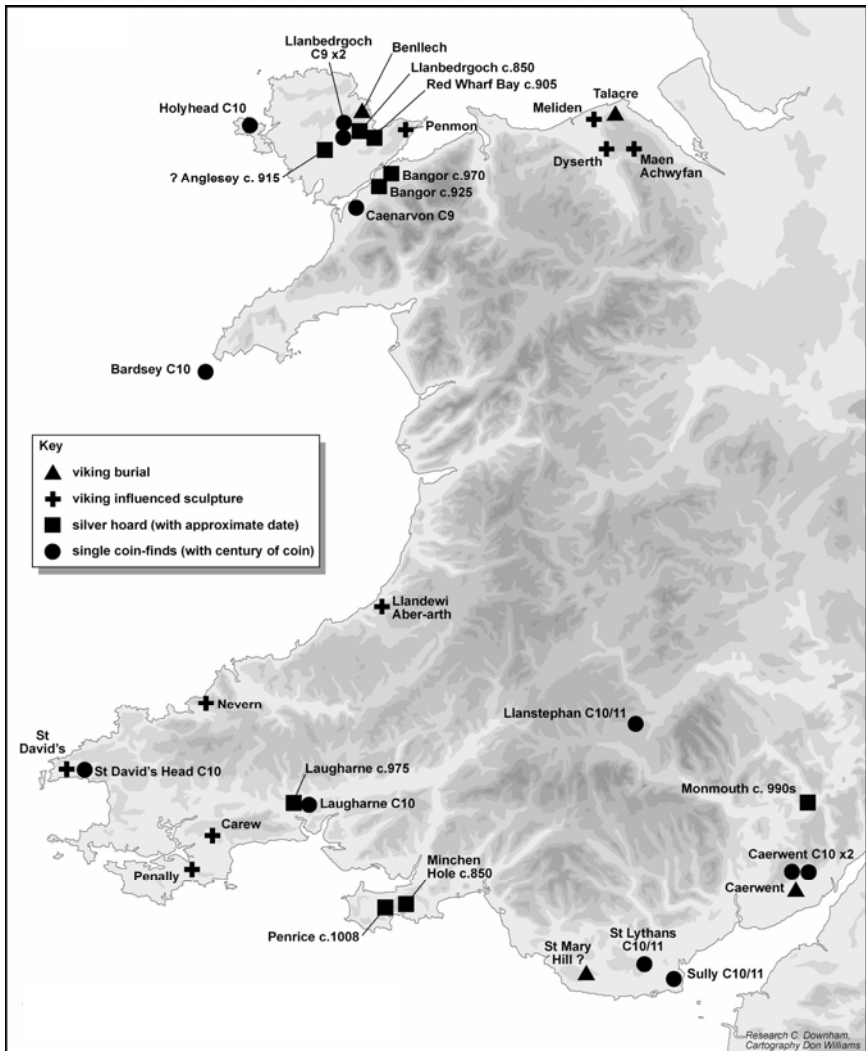 Llanbedrgoch
C9 x2
Benllech
Llanbedrgoch c.850
Red Wharf Bay c.905
Holyhead C10
Penmon
Talacre
Meliden
Dyserth
Maen
Achwyfan
? Anglesey c. 915
Bangor c.970
Bangor c.925
Caenarvon C9
Bardsey C10
Key
viking burial
viking influenced sculpture
silver hoard (with approximate date)
single coin-finds (with century of coin)
Llandewi
Aber-arth
Nevern
Llanstephan C10/11
St
David's
St David's Head C10
Laugharne c.975
Laugharne C10
Monmouth c. 990s
Carew
Penally
Minchen
Hole c.850
Penrice c.1008
Caerwent C10 x2
Caerwent
St Mary
Hill ?
St Lythans
C10/11
Sully C10/11
Research C. Downham,
Cartography Don Williams